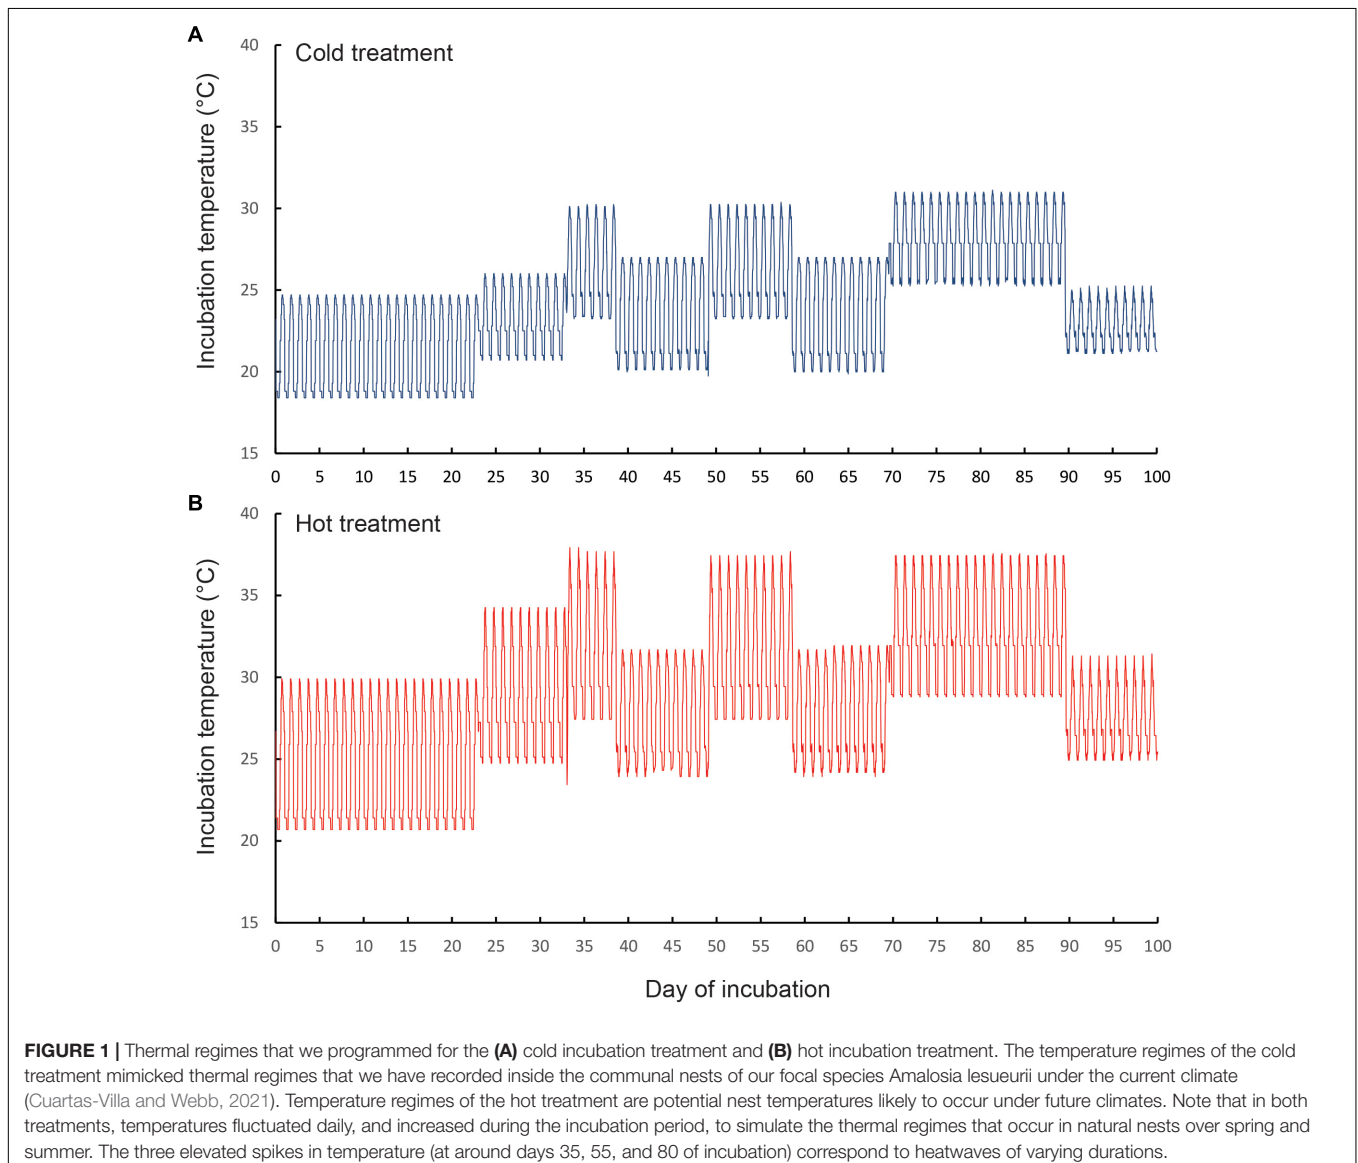 A
Cold treatment
Incubation temperature (°C)
40
35
30
25
20
15
0 5 10 15 20 25 30 35 40 45 50 55 60 65 70 75 80 85 90 95 100
B
Hot treatment
Incubation temperature (°C)
40
35
30
25
20
15
0 5 10 15 20 25 30 35 40 45 50 55 60 65 70 75 80 85 90 95 100
Day of incubation
FIGURE 1 | Thermal regimes that we programmed for the (A) cold incubation treatment and (B) hot incubation treatment. The temperature regimes of the cold
treatment mimicked thermal regimes that we have recorded inside the communal nests of our focal species Amalosia lesueurii under the current climate
(Cuartas-Villa and Webb, 2021). Temperature regimes of the hot treatment are potential nest temperatures likely to occur under future climates. Note that in both
treatments, temperatures fluctuated daily, and increased during the incubation period, to simulate the thermal regimes that occur in natural nests over spring and
summer. The three elevated spikes in temperature (at around days 35, 55, and 80 of incubation) correspond to heatwaves of varying durations.